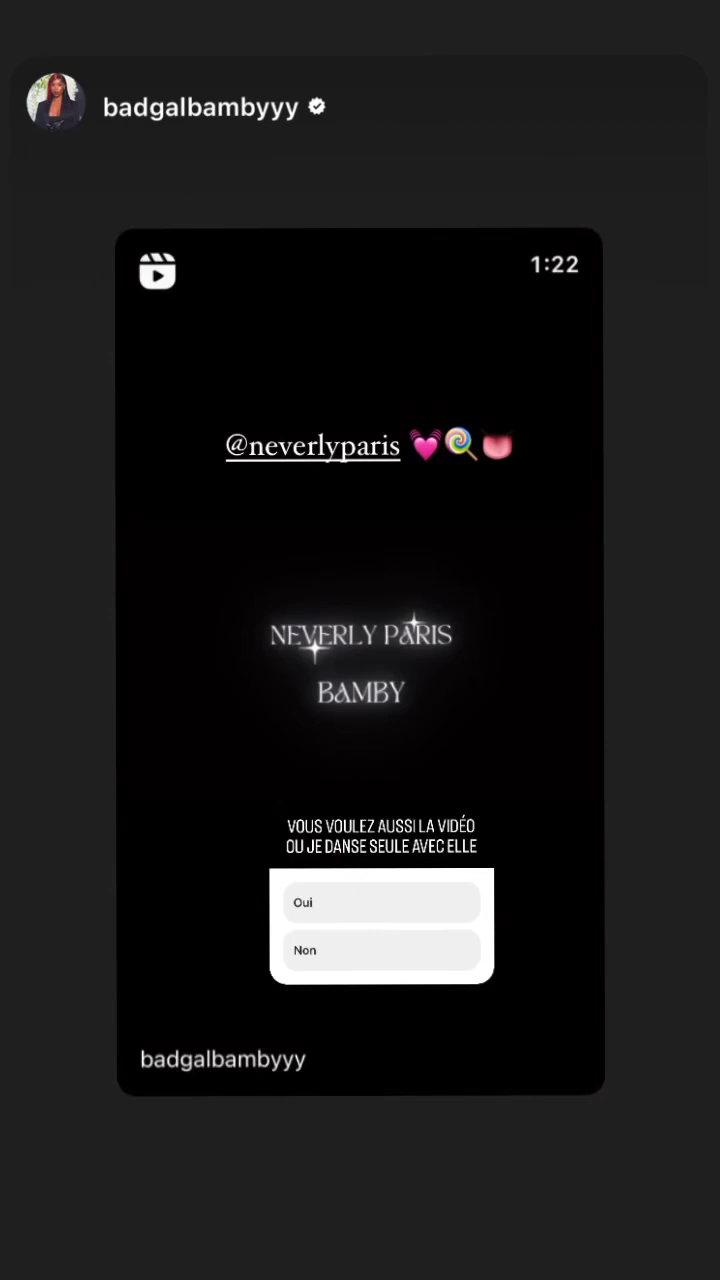 badgalbambyyy
1:22
@neverlyparis 💓🍭👅
NEVERLY PARIS
BAMBY
VOUS VOULEZ AUSSI LA VIDÉO
OU JE DANSE SEULE AVEC ELLE
Oui
Non
badgalbambyyy